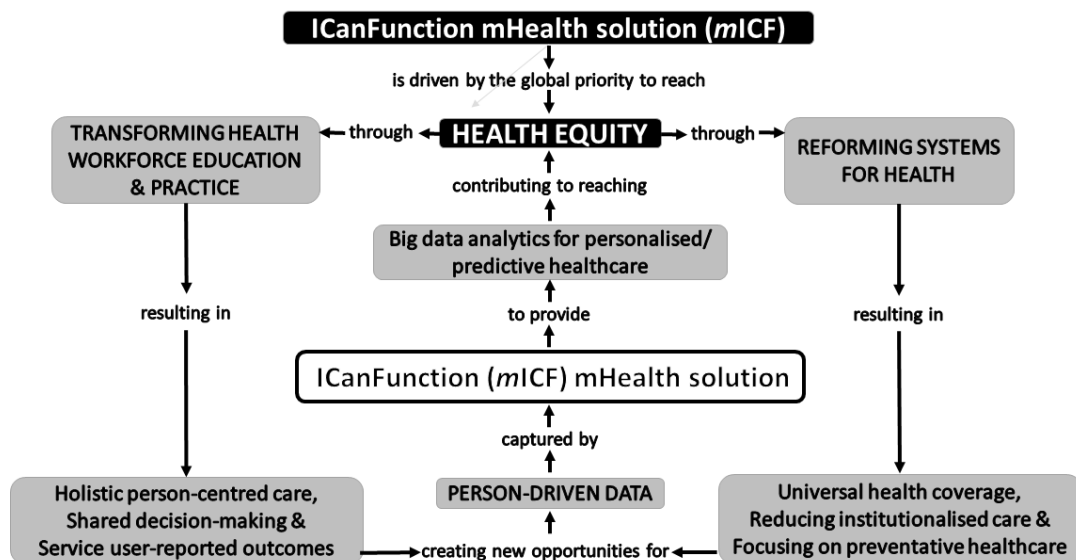 ICanFunction mHealth solution (mICF)
is driven by the global priority to reach
TRANSFORMING HEALTH
WORKFORCE EDUCATION
& PRACTICE
through
HEALTH EQUITY
through
REFORMING SYSTEMS
FOR HEALTH
contributing to reaching
Big data analytics for personalised/
predictive healthcare
resulting in
to provide
resulting in
ICanFunction (mICF) mHealth solution
captured by
Holistic person-centred care,
Shared decision-making &
Service user-reported outcomes
PERSON-DRIVEN DATA
Universal health coverage,
Reducing institutionalised care &
Focusing on preventative healthcare
creating new opportunities for